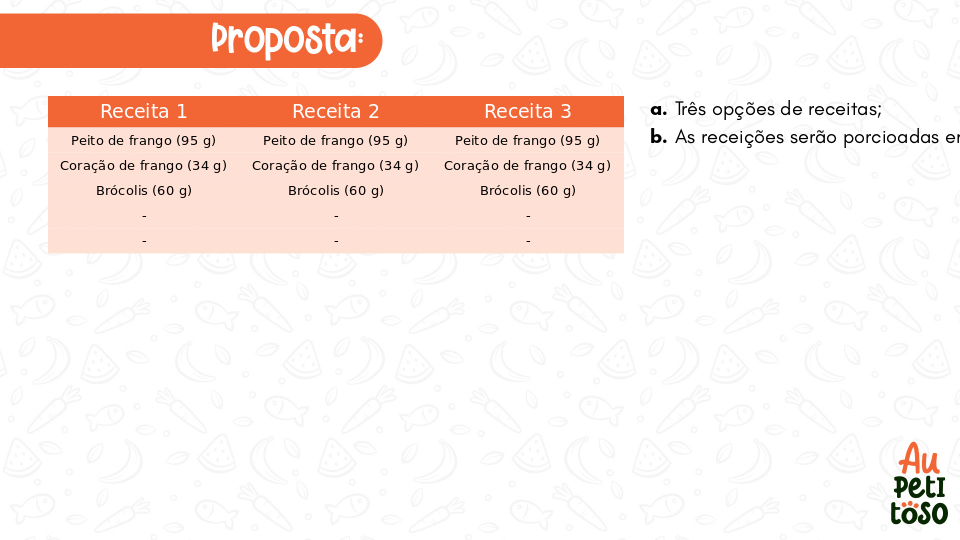 Proposta:
Receita 1 Receita 2 Receita 3
Peito de frango (95 g) Peito de frango (95 g) Peito de frango (95 g)
Coração de frango (34 g) Coração de frango (34 g) Coração de frango (34 g)
Brócolis (60 g) Brócolis (60 g) Brócolis (60 g)
- - -
- - -
a. Três opções de receitas;
b. As receições serão porcioadas
Au
Peti
toso